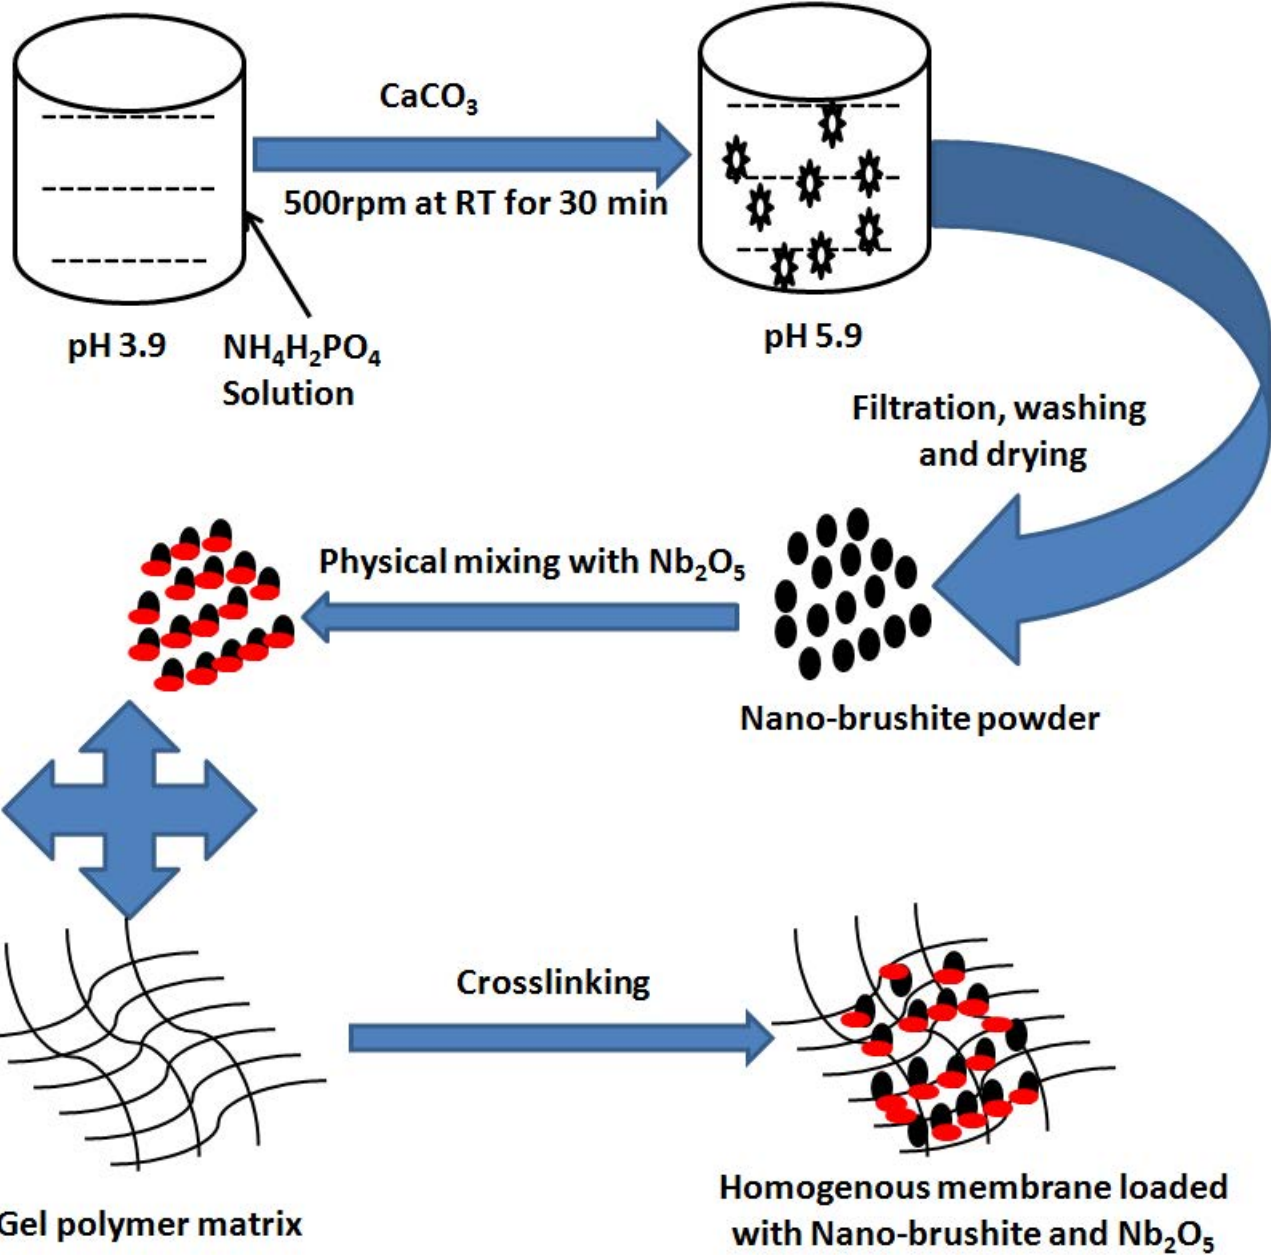 CaCO₃
500rpm at RT for 30 min
pH 3.9
NH₄H₂PO₄
Solution
pH 5.9
Filtration, washing
and drying
Physical mixing with Nb₂O₅
Nano-brushite powder
Crosslinking
Gel polymer matrix
Homogenous membrane loaded
with Nano-brushite and Nb₂O₅